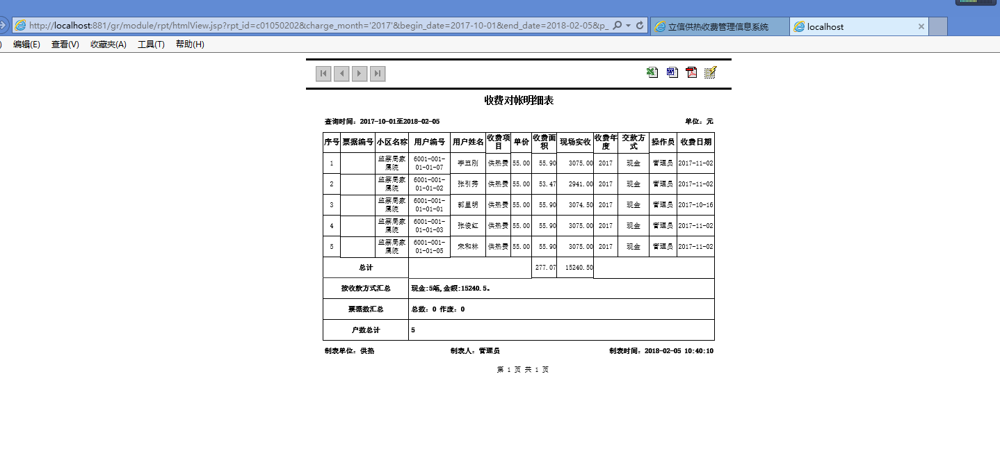 http://localhost:881/gr/module/rpt/htmlView.jsp?rpt_id=c01050202&charge_month='2017'&begin_date=2017-10-01&end_date=2018-02-05&p_
立信供热收费管理信息系统
localhost
) 编辑(E) 查看(V) 收藏夹(A) 工具(T) 帮助(H)
收费对帐明细表
查询时间: 2017-10-01至2018-02-05 单位: 元
序号 票据编号 小区名称 用户编号 用户姓名 收费项目 单价 收费面积 现场实收 收费年度 交款方式 操作员 收费日期
1 监察局家属院 6001-001-01-01-07 李丑刚 供热费 55.00 55.90 3075.00 2017 现金 管理员 2017-11-02
2 监察局家属院 6001-001-01-01-02 张引秀 供热费 55.00 53.47 2941.00 2017 现金 管理员 2017-11-02
3 监察局家属院 6001-001-01-01-01 郭里明 供热费 55.00 55.90 3074.50 2017 现金 管理员 2017-10-16
4 监察局家属院 6001-001-01-01-03 张俊红 供热费 55.00 55.90 3075.00 2017 现金 管理员 2017-11-02
5 监察局家属院 6001-001-01-01-05 宋和林 供热费 55.00 55.90 3075.00 2017 现金 管理员 2017-11-02
总计 277.07 15240.50
按收款方式汇总 现金:5笔,金额:15240.5。
票据数汇总 总数: 0 作废: 0
户数总计 5
制表单位: 供热 制表人: 管理员 制表时间: 2018-02-05 10:40:10
第 1 页 共 1 页